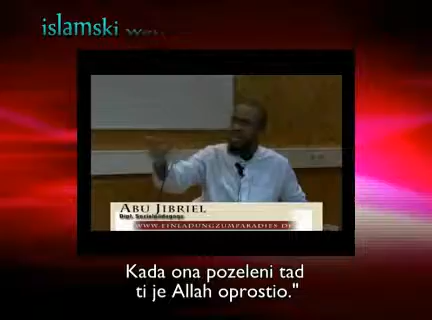 islamski
ABU JIBRIEL
Dipl. Sozialpädagoge
WWW.EINLADUNGZUMPARADIES.DE
Kada ona pozeleni tad
ti je Allah oprostio."